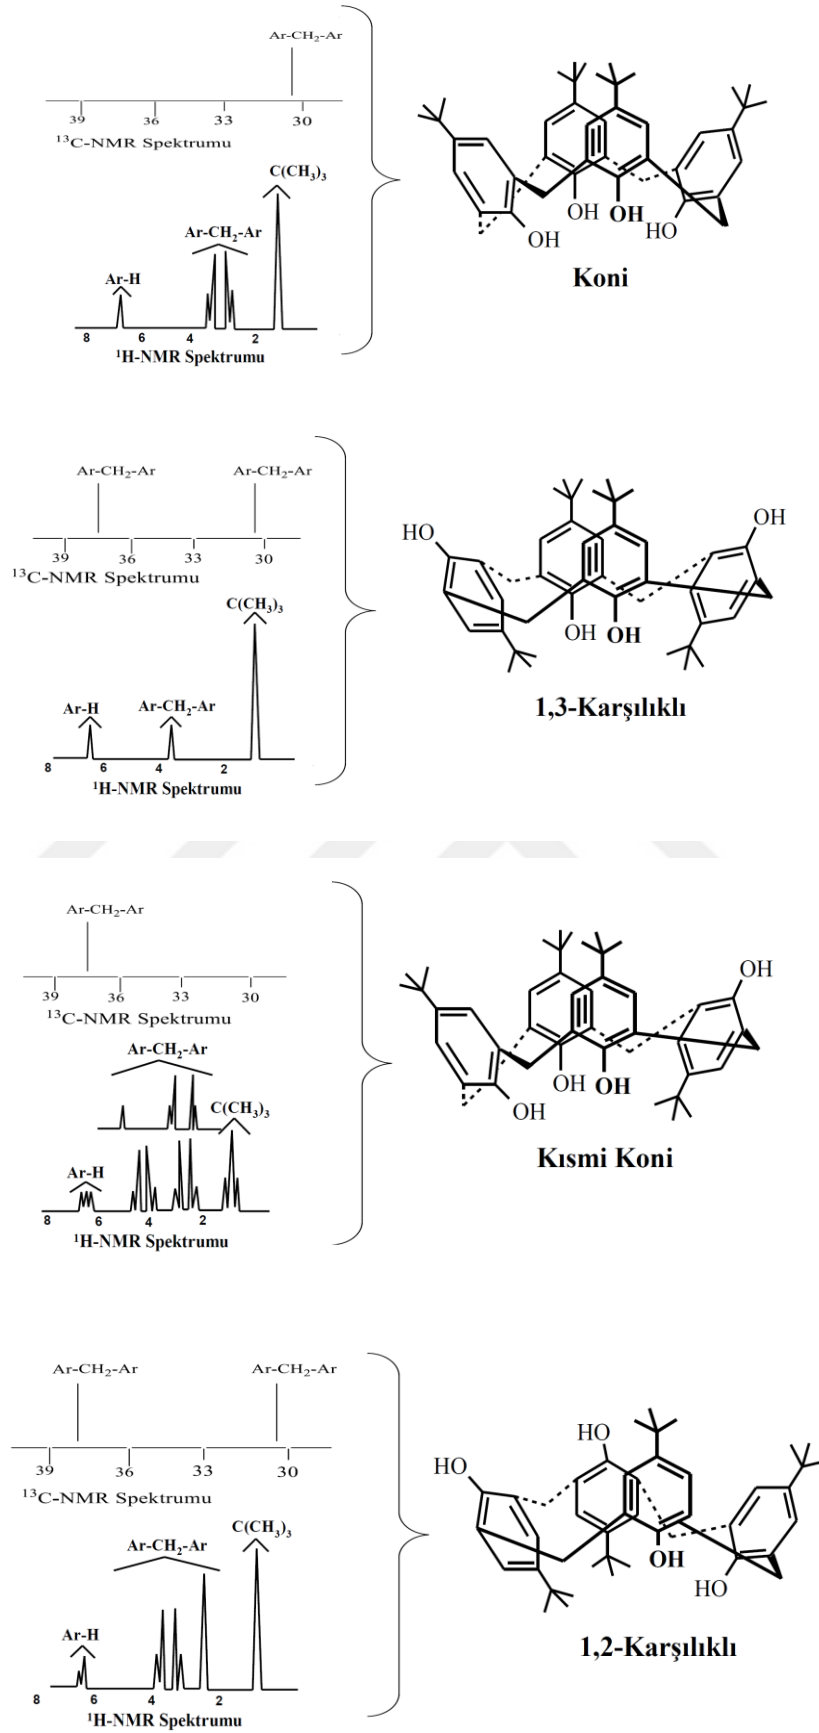 Ar-CH₂-Ar
39 36 33 30
¹³C-NMR Spektrumu
C(CH₃)₃
Ar-CH₂-Ar
Ar-H
8 6 4 2
¹H-NMR Spektrumu
OH OH HO
OH
Koni
Ar-CH₂-Ar Ar-CH₂-Ar
39 36 33 30
¹³C-NMR Spektrumu
C(CH₃)₃
Ar-H Ar-CH₂-Ar
8 6 4 2
¹H-NMR Spektrumu
HO OH
OH OH
1,3-Karşılıklı
Ar-CH₂-Ar
39 36 33 30
¹³C-NMR Spektrumu
Ar-CH₂-Ar
C(CH₃)₃
Ar-H
8 6 4 2
¹H-NMR Spektrumu
OH
OH OH
OH
Kısmi Koni
Ar-CH₂-Ar Ar-CH₂-Ar
39 36 33 30
¹³C-NMR Spektrumu
C(CH₃)₃
Ar-CH₂-Ar
Ar-H
8 6 4 2
¹H-NMR Spektrumu
HO
HO
OH
HO
1,2-Karşılıklı